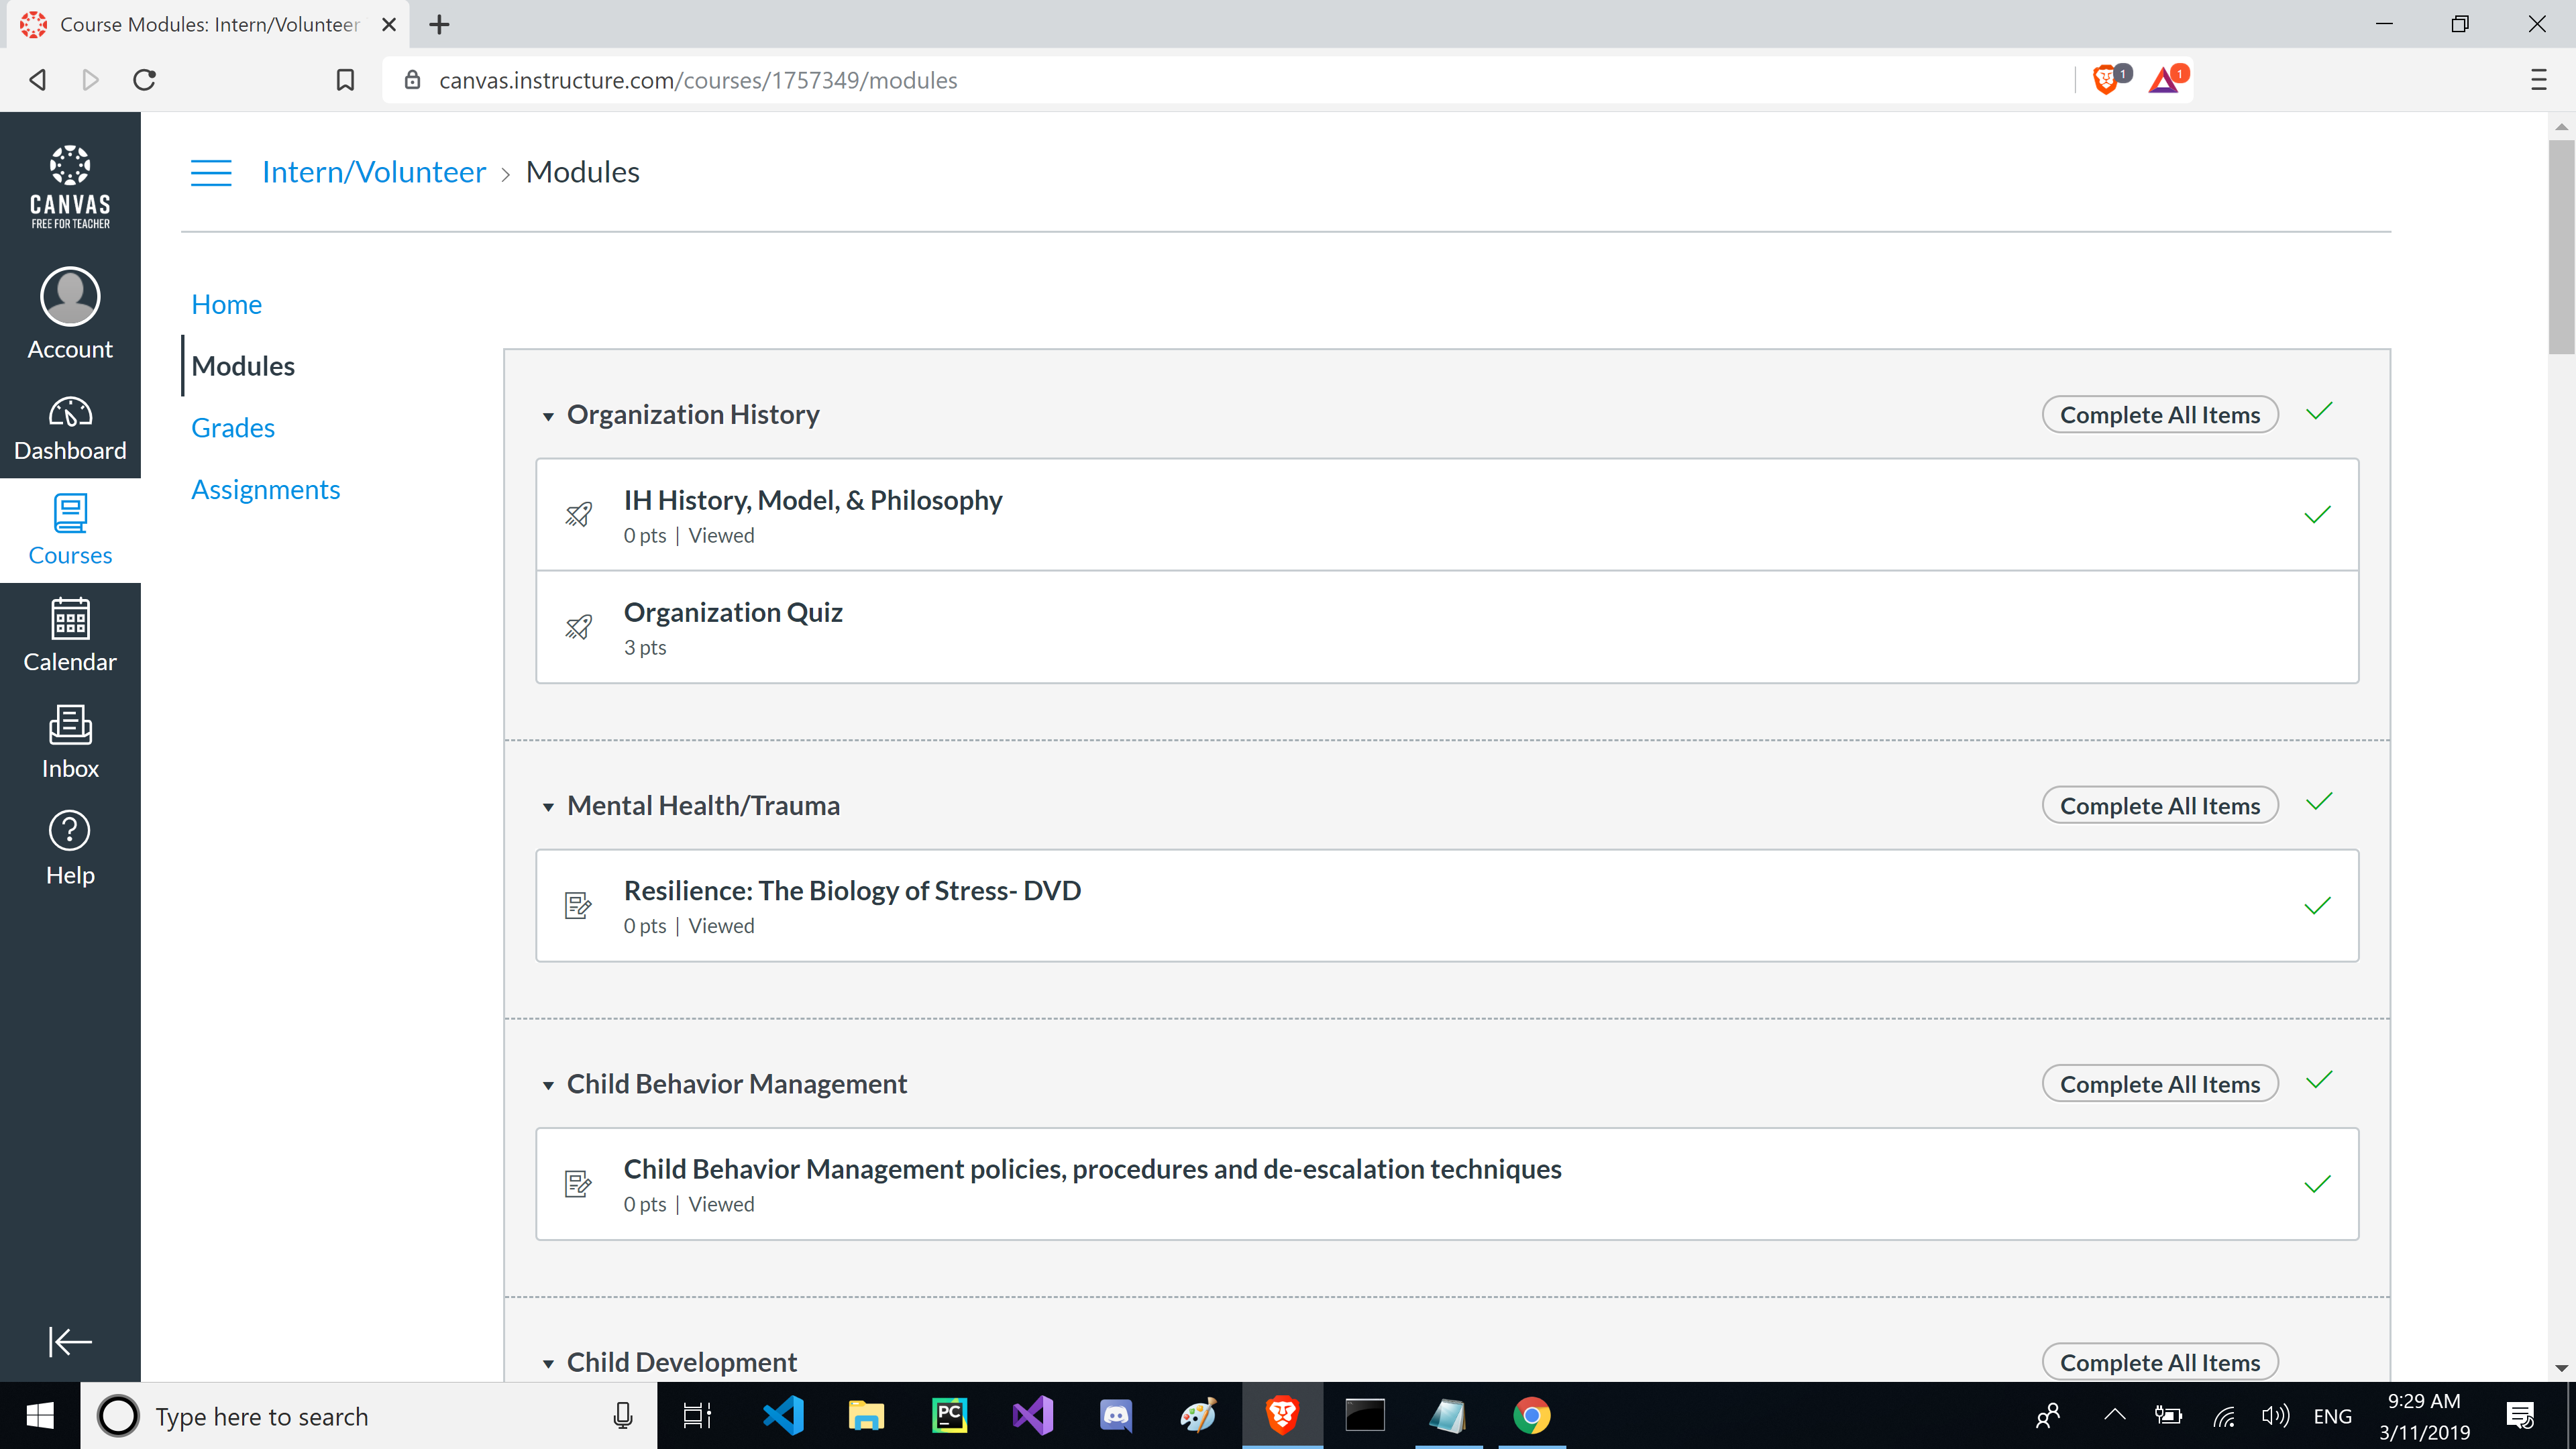 Course Modules: Intern/Volunteer
canvas.instructure.com/courses/1757349/modules
1
1
CANVAS
FREE FOR TEACHER
Account
Dashboard
Courses
Calendar
Inbox
Help
Intern/Volunteer > Modules
Home
Modules
Grades
Assignments
Organization History
Complete All Items
IH History, Model, & Philosophy
0 pts | Viewed
Organization Quiz
3 pts
Mental Health/Trauma
Complete All Items
Resilience: The Biology of Stress- DVD
0 pts | Viewed
Child Behavior Management
Complete All Items
Child Behavior Management policies, procedures and de-escalation techniques
0 pts | Viewed
Child Development
Complete All Items
Type here to search
PC
ENG
9:29 AM
3/11/2019